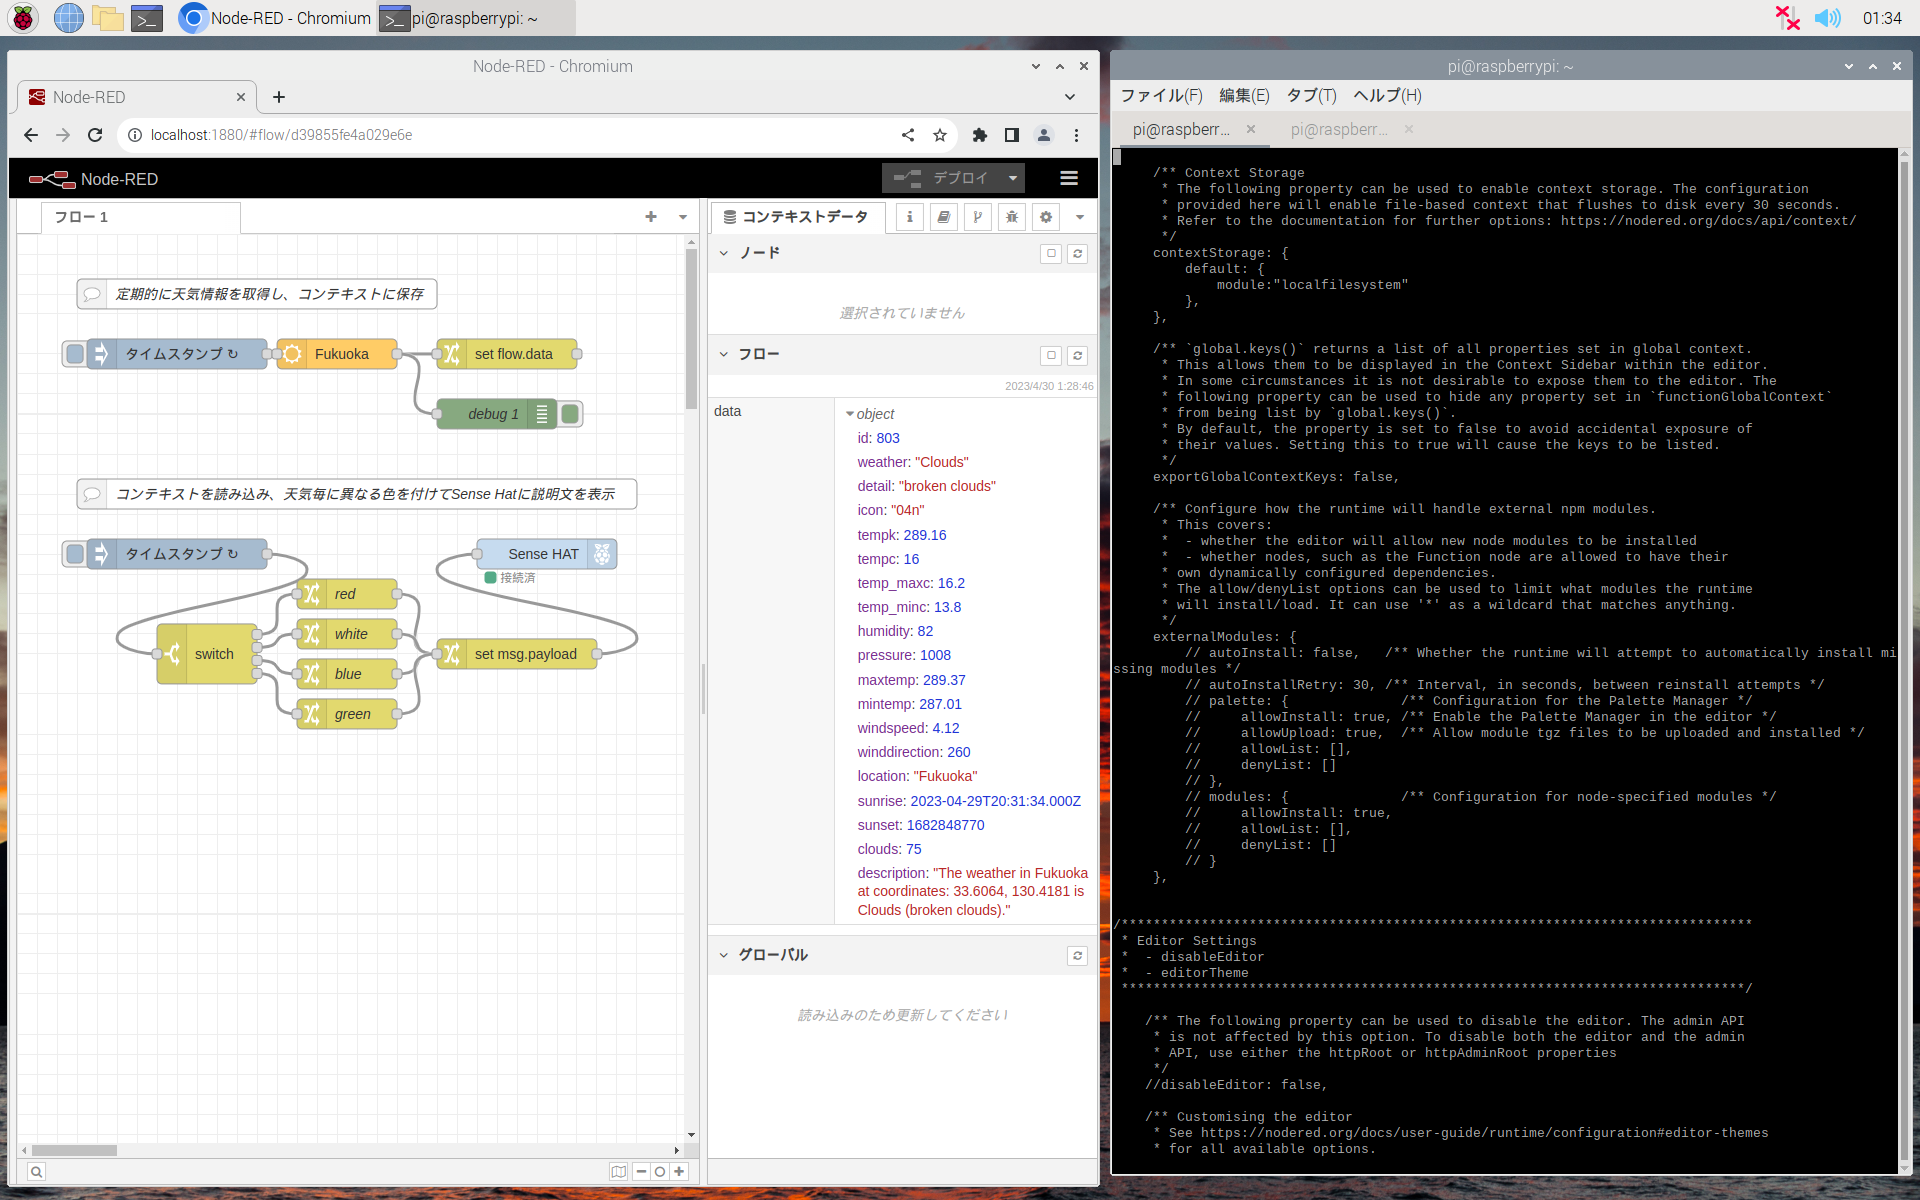 Node-RED - Chromium
pi@raspberrypi: ~
01:34
Node-RED - Chromium
Node-RED
localhost:1880/#flow/d39855fe4a029e6e
Node-RED
デプロイ
フロー 1
定期的に天気情報を取得し、コンテキストに保存
タイムスタンプ ↻
Fukuoka
set flow.data
debug 1
コンテキストを読み込み、天気毎に異なる色を付けてSense Hatに説明文を表示
タイムスタンプ ↻
Sense HAT
接続済
red
white
switch
set msg.payload
blue
green
コンテキストデータ
ノード
選択されていません
フロー
2023/4/30 1:28:46
data
object
id: 803
weather: "Clouds"
detail: "broken clouds"
icon: "04n"
tempk: 289.16
tempc: 16
temp_maxc: 16.2
temp_minc: 13.8
humidity: 82
pressure: 1008
maxtemp: 289.37
mintemp: 287.01
windspeed: 4.12
winddirection: 260
location: "Fukuoka"
sunrise: 2023-04-29T20:31:34.000Z
sunset: 1682848770
clouds: 75
description: "The weather in Fukuoka
at coordinates: 33.6064, 130.4181 is
Clouds (broken clouds)."
グローバル
読み込みのため更新してください
pi@raspberrypi: ~
ファイル(F) 編集(E) タブ(T) ヘルプ(H)
pi@raspberr...
pi@raspberr...
/** Context Storage
* The following property can be used to enable context storage. The configuration
* provided here will enable file-based context that flushes to disk every 30 seconds.
* Refer to the documentation for further options: https://nodered.org/docs/api/context/
*/
contextStorage: {
default: {
module:"localfilesystem"
},
},
/** `global.keys()` returns a list of all properties set in global context.
* This allows them to be displayed in the Context Sidebar within the editor.
* In some circumstances it is not desirable to expose them to the editor. The
* following property can be used to hide any property set in `functionGlobalContext`
* from being list by `global.keys()`.
* By default, the property is set to false to avoid accidental exposure of
* their values. Setting this to true will cause the keys to be listed.
*/
exportGlobalContextKeys: false,
/** Configure how the runtime will handle external npm modules.
* This covers:
*  - whether the editor will allow new node modules to be installed
*  - whether nodes, such as the Function node are allowed to have their
* own dynamically configured dependencies.
* The allow/denyList options can be used to limit what modules the runtime
* will install/load. It can use '*' as a wildcard that matches anything.
*/
externalModules: {
// autoInstall: false,   /** Whether the runtime will attempt to automatically install mi
ssing modules */
// autoInstallRetry: 30, /** Interval, in seconds, between reinstall attempts */
// palette: {              /** Configuration for the Palette Manager */
//     allowInstall: true, /** Enable the Palette Manager in the editor */
//     allowUpload: true,  /** Allow module tgz files to be uploaded and installed */
//     allowList: [],
//     denyList: []
// },
// modules: {              /** Configuration for node-specified modules */
//     allowInstall: true,
//     allowList: [],
//     denyList: []
// }
},
/*******************************************************************************
* Editor Settings
*  - disableEditor
*  - editorTheme
******************************************************************************/
/** The following property can be used to disable the editor. The admin API
* is not affected by this option. To disable both the editor and the admin
* API, use either the httpRoot or httpAdminRoot properties
*/
//disableEditor: false,
/** Customising the editor
* See https://nodered.org/docs/user-guide/runtime/configuration#editor-themes
* for all available options.